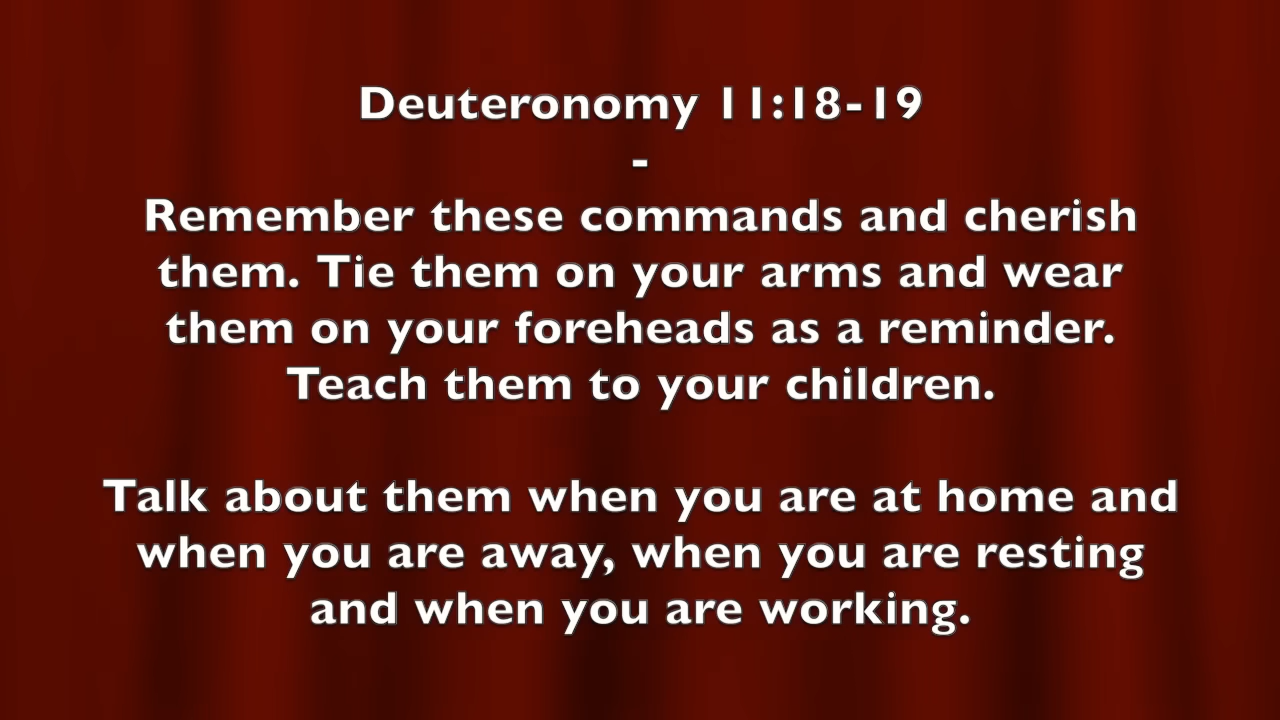 Deuteronomy 11:18-19
-
Remember these commands and cherish
them. Tie them on your arms and wear
them on your foreheads as a reminder.
Teach them to your children.
Talk about them when you are at home and
when you are away, when you are resting
and when you are working.